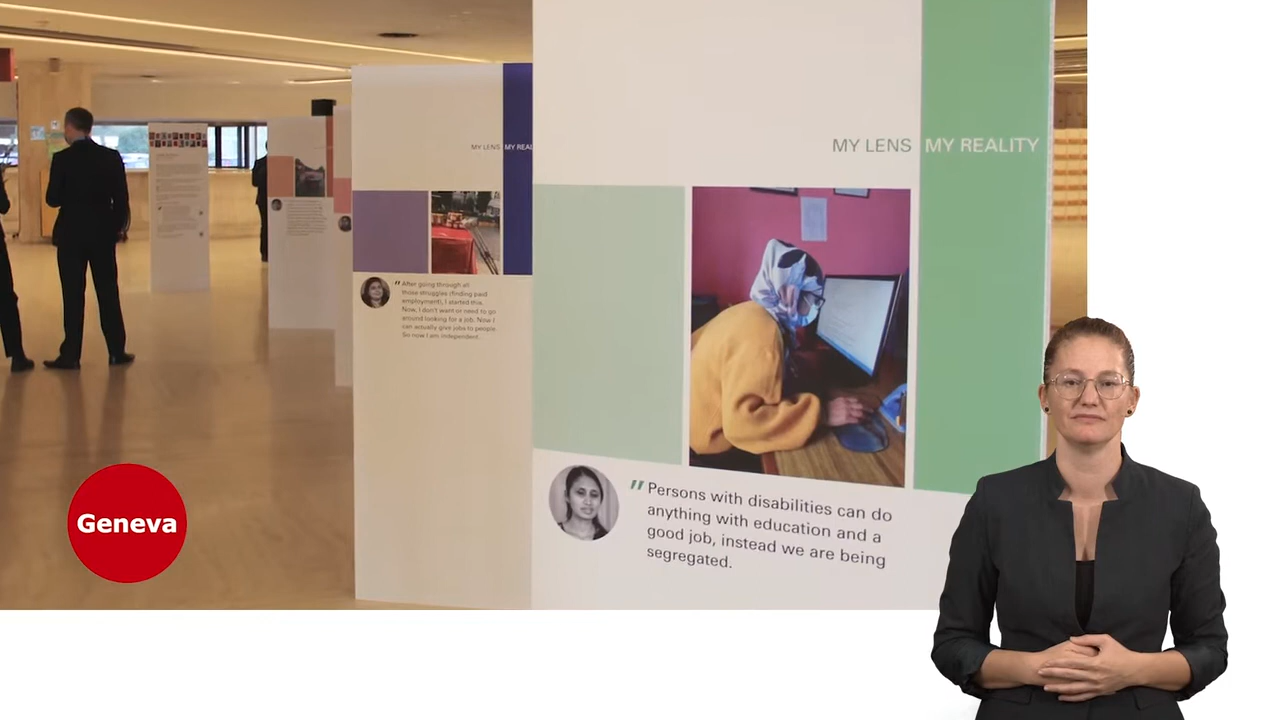 MY LENS MY REALITY
MY LENS MY REAL
" After going through all
those struggles (finding paid
employment), I started this.
Now, I don't want or need to go
around looking for a job. Now I
can actually give jobs to people.
So now I am independent...
Geneva
" Persons with disabilities can do
anything with education and a
good job, instead we are being
segregated.